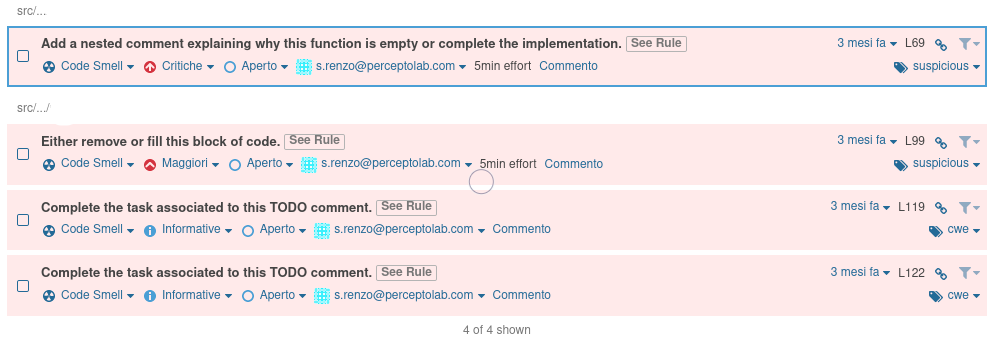 src/...
Add a nested comment explaining why this function is empty or complete the implementation. See Rule 3 mesi fa L69
Code Smell Critiche Aperto s.renzo@perceptolab.com 5min effort Commento suspicious
src/.../
Either remove or fill this block of code. See Rule 3 mesi fa L99
Code Smell Maggiori Aperto s.renzo@perceptolab.com 5min effort Commento suspicious
Complete the task associated to this TODO comment. See Rule 3 mesi fa L119
Code Smell Informative Aperto s.renzo@perceptolab.com Commento cwe
Complete the task associated to this TODO comment. See Rule 3 mesi fa L122
Code Smell Informative Aperto s.renzo@perceptolab.com Commento cwe
4 of 4 shown